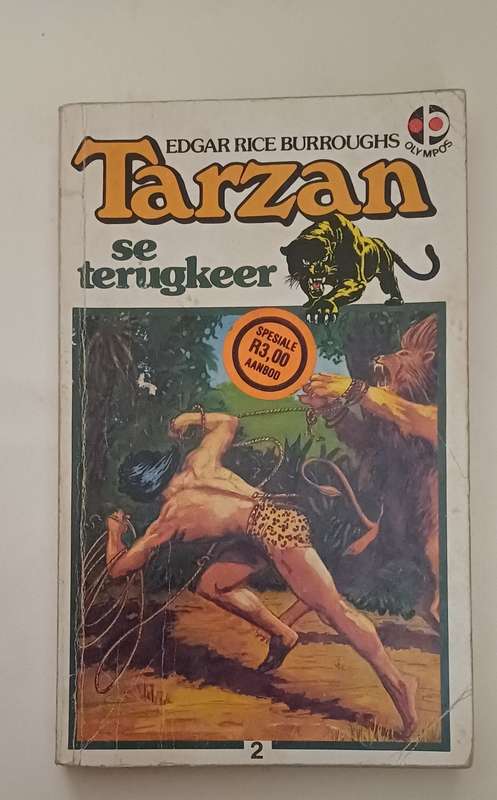 EDGAR RICE BURROUGHS
OLYMPOS
Tarzan
se
terugkeer
SPESIALE
R3,00
AANBOD
2